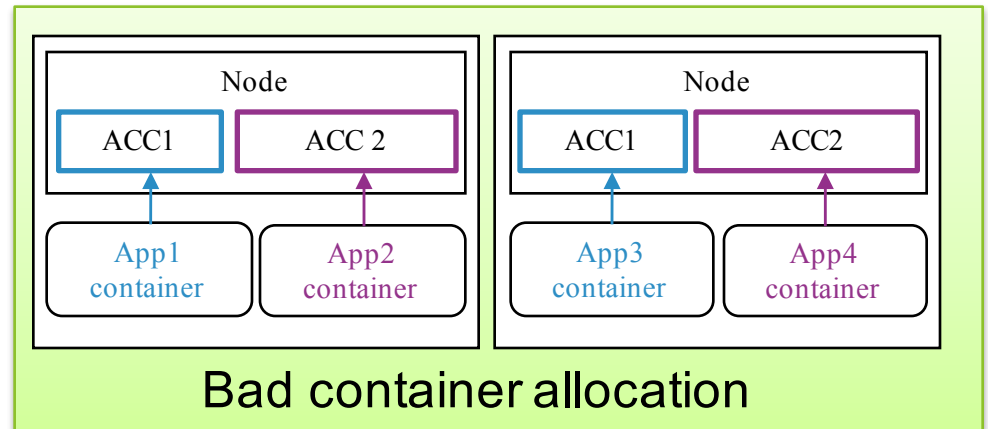 Node
ACC1
ACC 2
App1
container
App2
container
Node
ACC1
ACC2
App3
container
App4
container
Bad container allocation